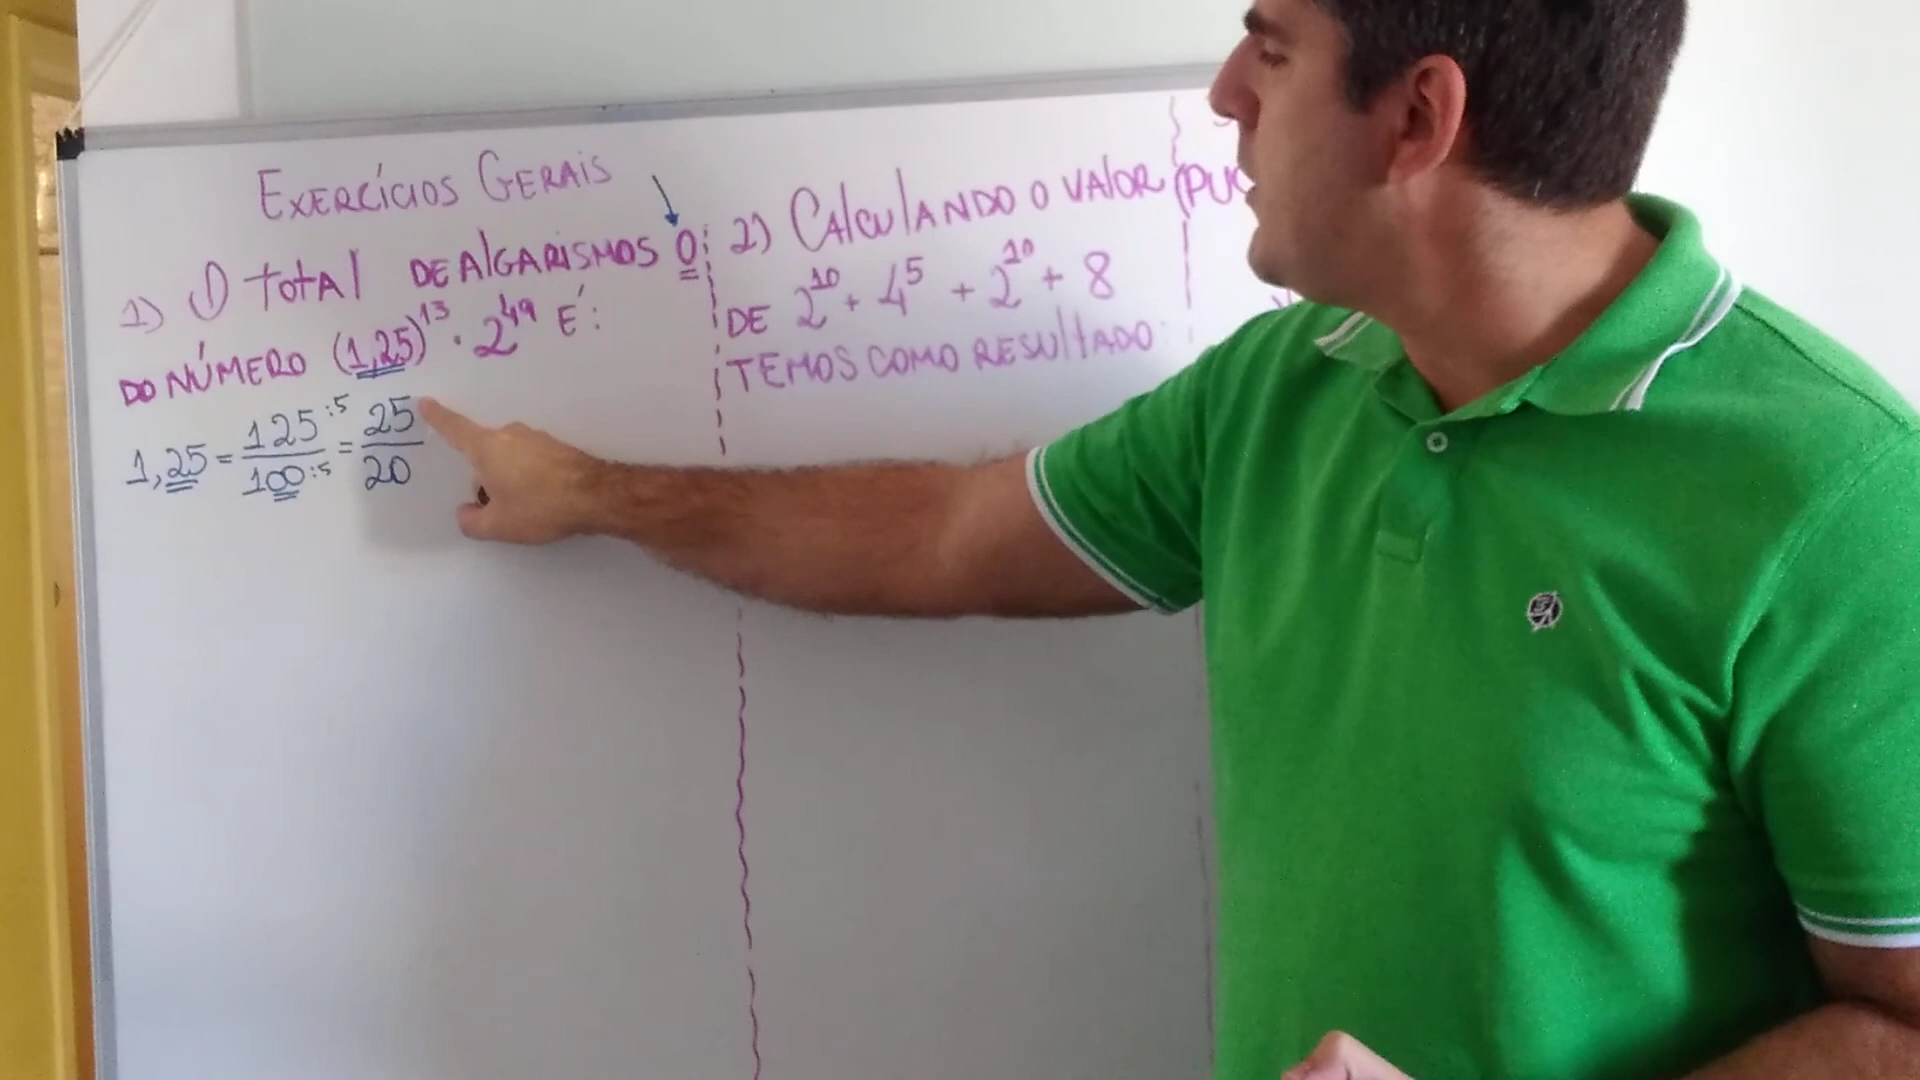 EXERCÍCIOS GERAIS
1) O TOTAL DE ALGARISMOS 0
DO NÚMERO (1,25)^13 . 2^49 É:
1,25 = 125 :5 / 100 :5 = 25 / 20
2) CALCULANDO O VALOR
DE 2^10 + 4^5 + 2^10 + 8
TEMOS COMO RESULTADO:
(PUC